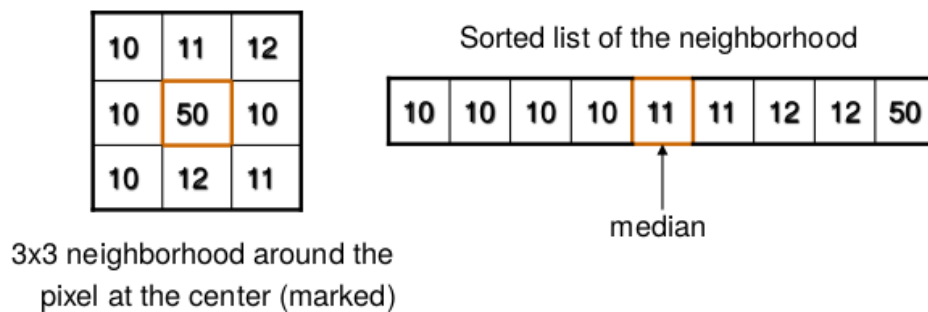 10 11 12
10 50 10
10 12 11
3x3 neighborhood around the
pixel at the center (marked)
Sorted list of the neighborhood
10 10 10 10 11 11 12 12 50
median